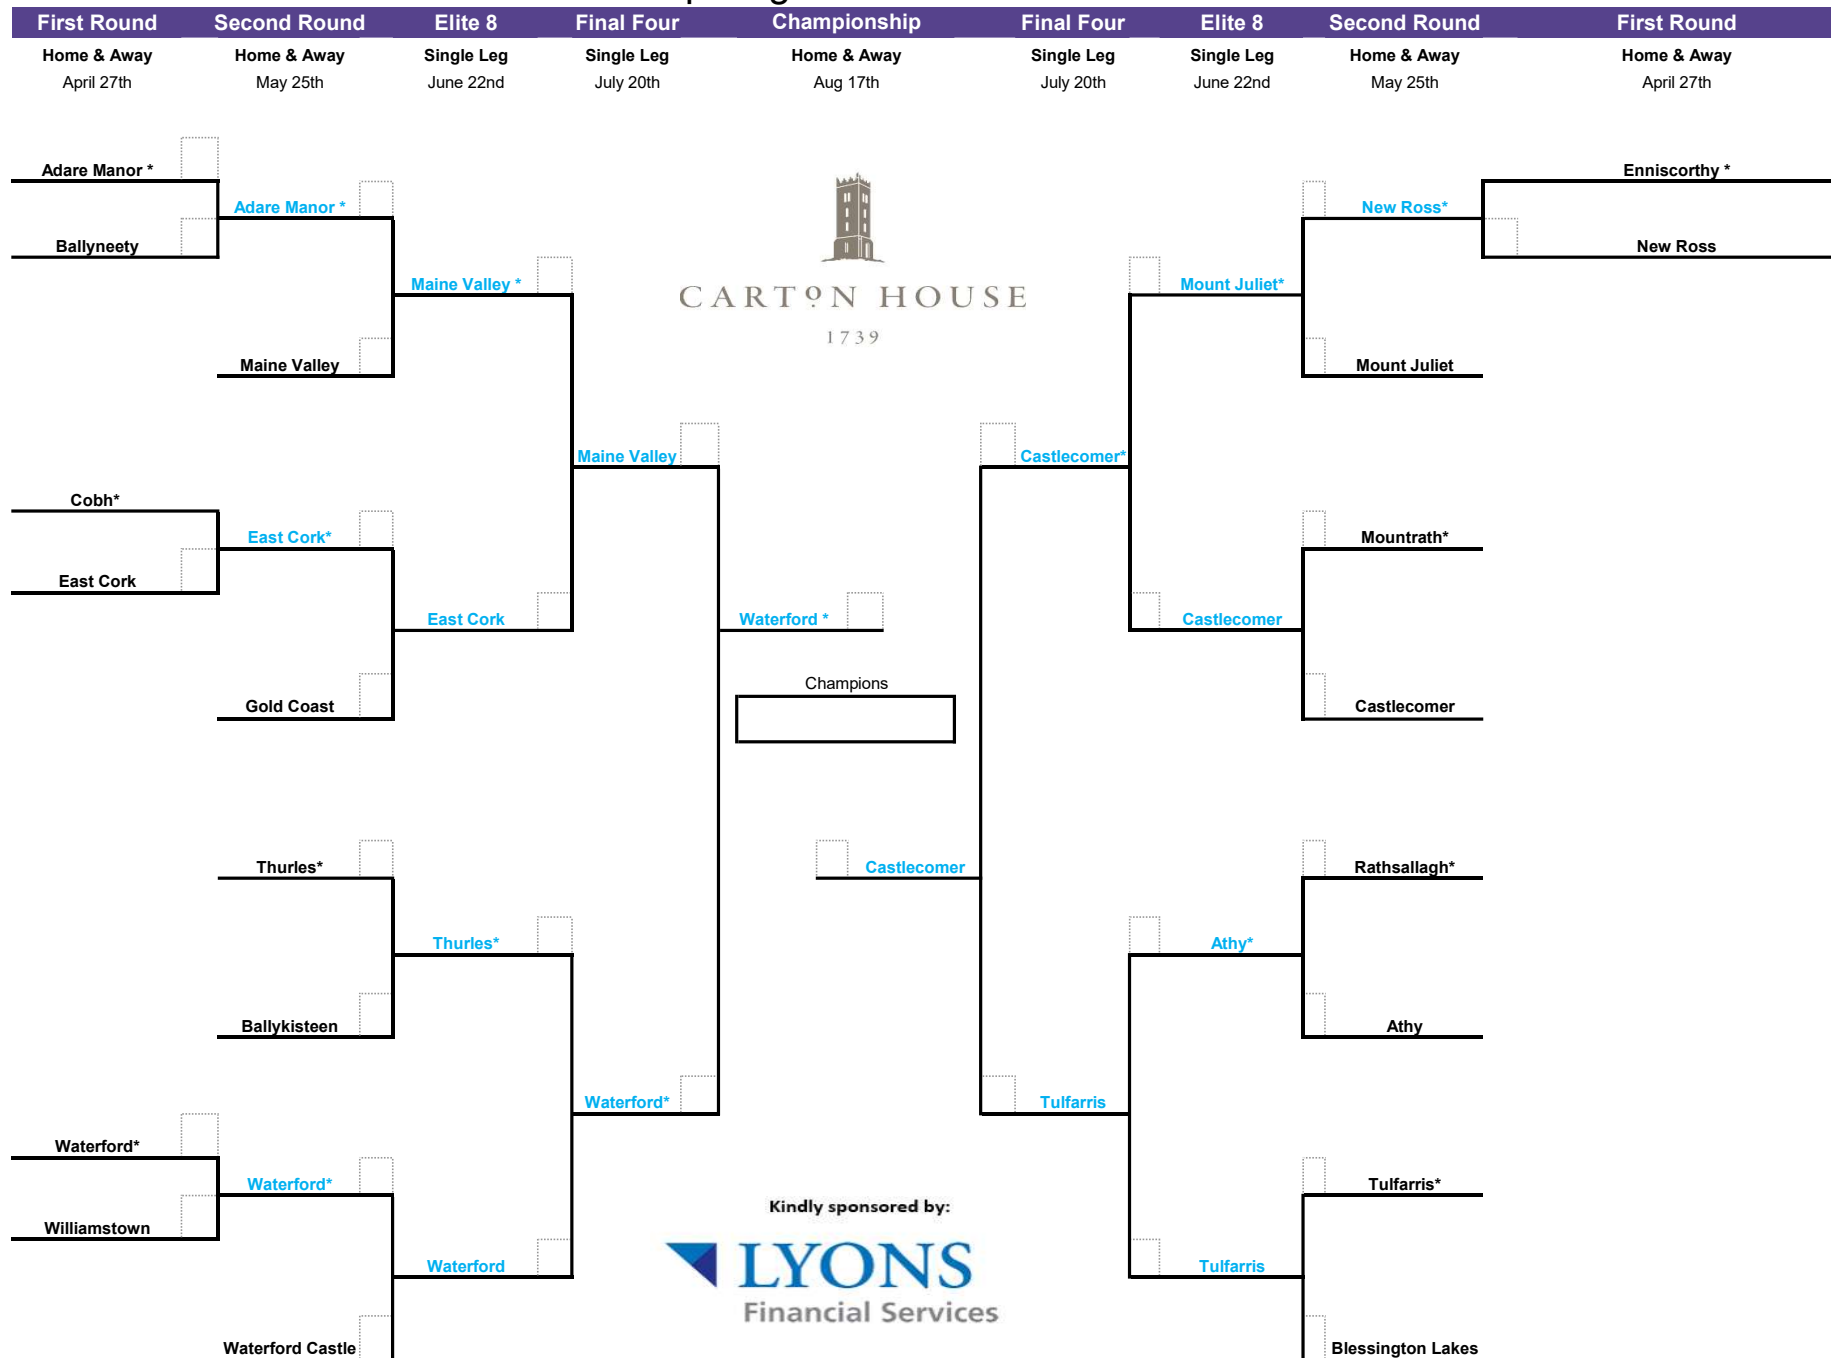 First Round Second Round Elite 8 Final Four Championship Final Four Elite 8 Second Round First Round
Home & Away Home & Away Single Leg Single Leg Home & Away Single Leg Single Leg Home & Away Home & Away
April 27th May 25th June 22nd July 20th Aug 17th July 20th June 22nd May 25th April 27th
Adare Manor * Enniscorthy *
Adare Manor * New Ross*
Ballyneety New Ross
Maine Valley * Mount Juliet*
CARTON HOUSE
1739
Maine Valley Mount Juliet
Maine Valley Castlecomer*
Cobh*
East Cork* Mountrath*
East Cork
East Cork Waterford * Castlecomer
Champions
Gold Coast Castlecomer
Thurles* Castlecomer Rathsallagh*
Thurles* Athy*
Ballykisteen Athy
Waterford* Tulfarris
Waterford*
Waterford* Tulfarris*
Kindly sponsored by:
Williamstown
Waterford Tulfarris
LYONS
Financial Services
Waterford Castle Blessington Lakes